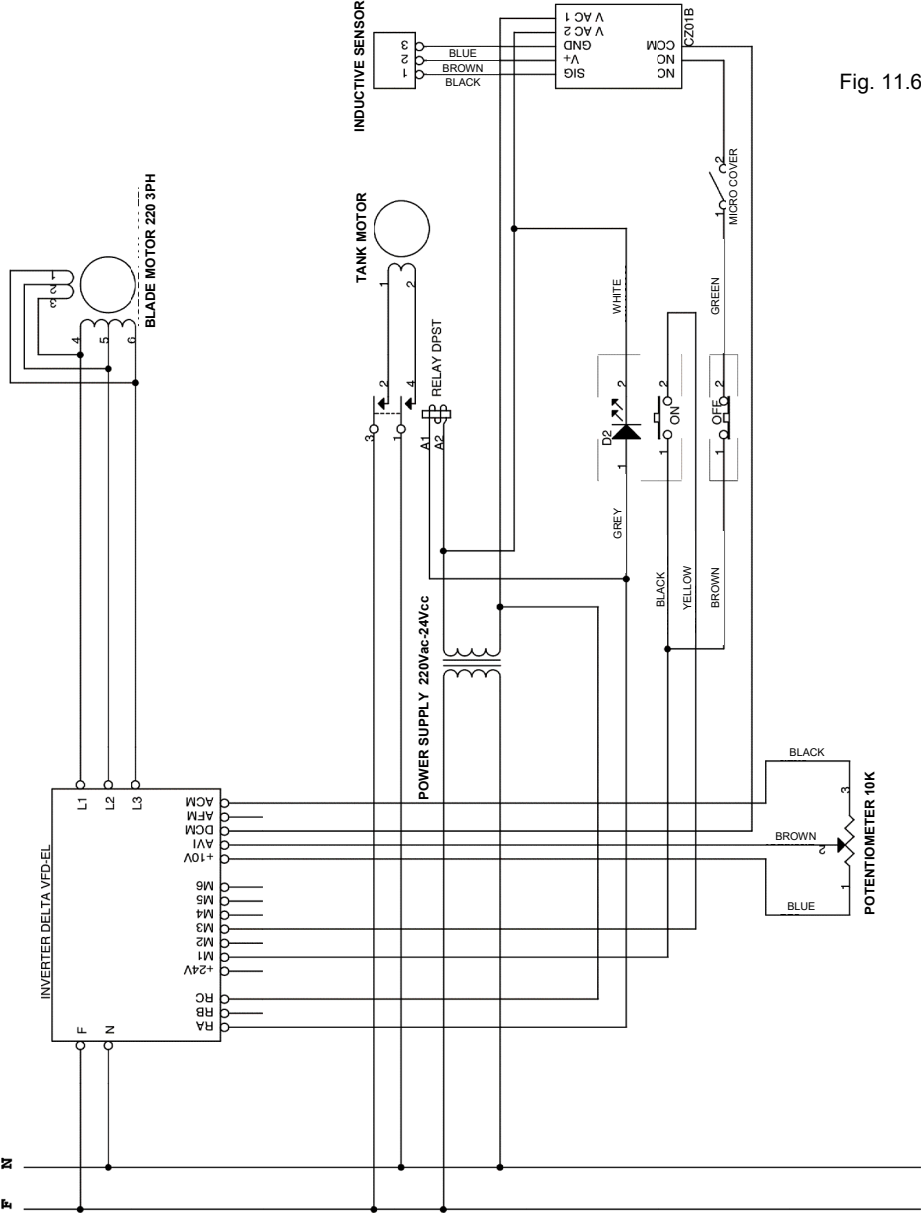 Fig. 11.6
INDUCTIVE SENSOR
3
2
1
BLUE
BROWN
BLACK
V AC 1
V AC 2
GND
V+
SIG
COM
NC
NC
CZ01B
MICRO COVER
1
2
TANK MOTOR
1
2
RELAY DPST
3
1
2
4
A1
A2
BLADE MOTOR 220 3PH
1
2
3
4
5
6
WHITE
GREEN
D2
1
2
ON
1
2
OFF
1
2
GREY
BLACK
YELLOW
BROWN
POWER SUPPLY 220Vac-24Vcc
INVERTER DELTA VFD-EL
L1
L2
L3
F
N
ACM
AFM
DCM
AVI
+10V
M6
M5
M4
M3
M2
M1
+24V
RC
RB
RA
BLACK
BROWN
BLUE
3
2
1
POTENTIOMETER 10K
N
F